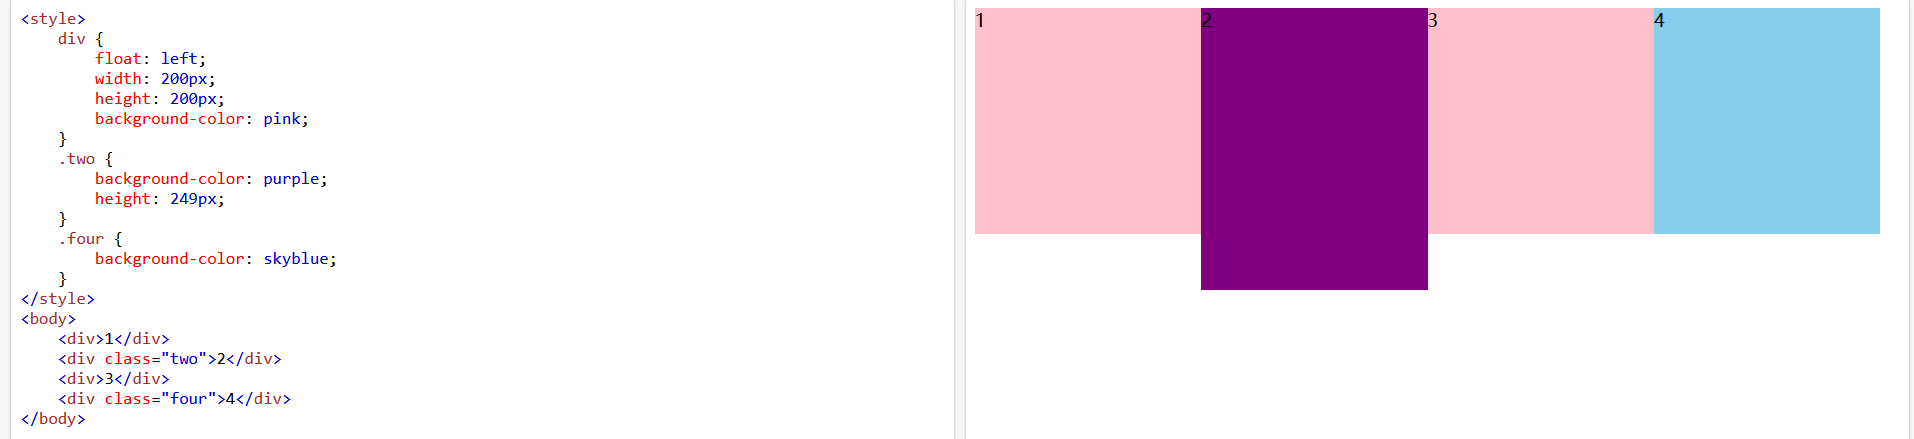 <style>
    div {
        float: left;
        width: 200px;
        height: 200px;
        background-color: pink;
    }
    .two {
        background-color: purple;
        height: 249px;
    }
    .four {
        background-color: skyblue;
    }
</style>
<body>
    <div>1</div>
    <div class="two">2</div>
    <div>3</div>
    <div class="four">4</div>
</body>
1
2
3
4